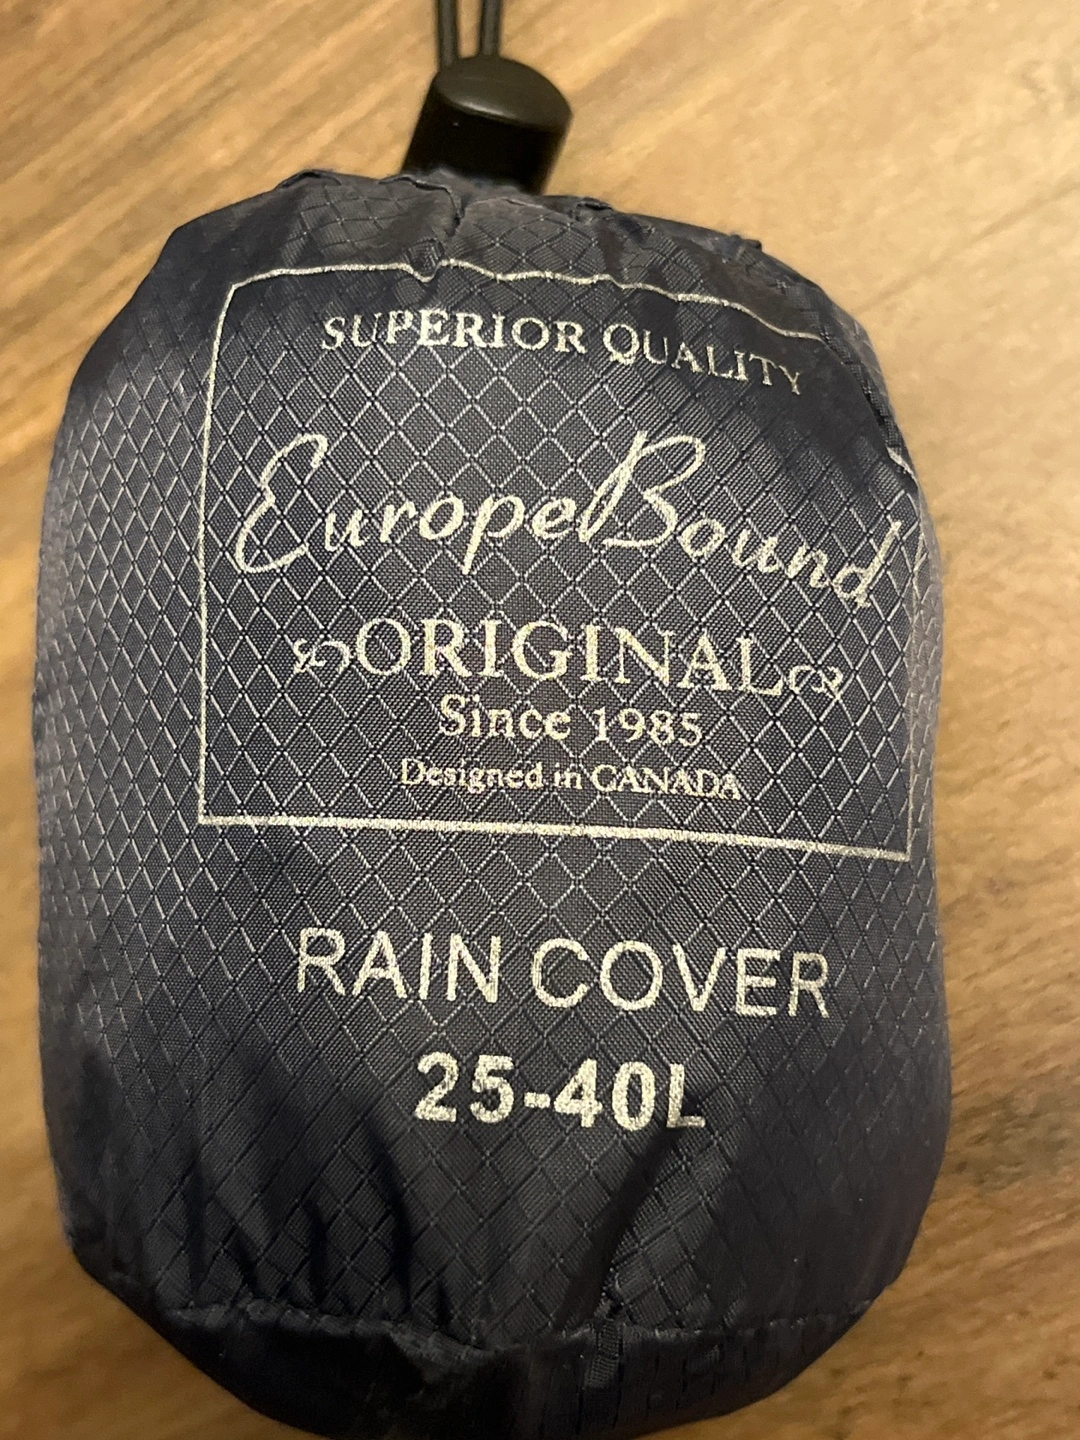 SUPERIOR QUALITY
EuropeBound
ORIGINAL
Since 1985
Designed in CANADA
RAIN COVER
25-40L